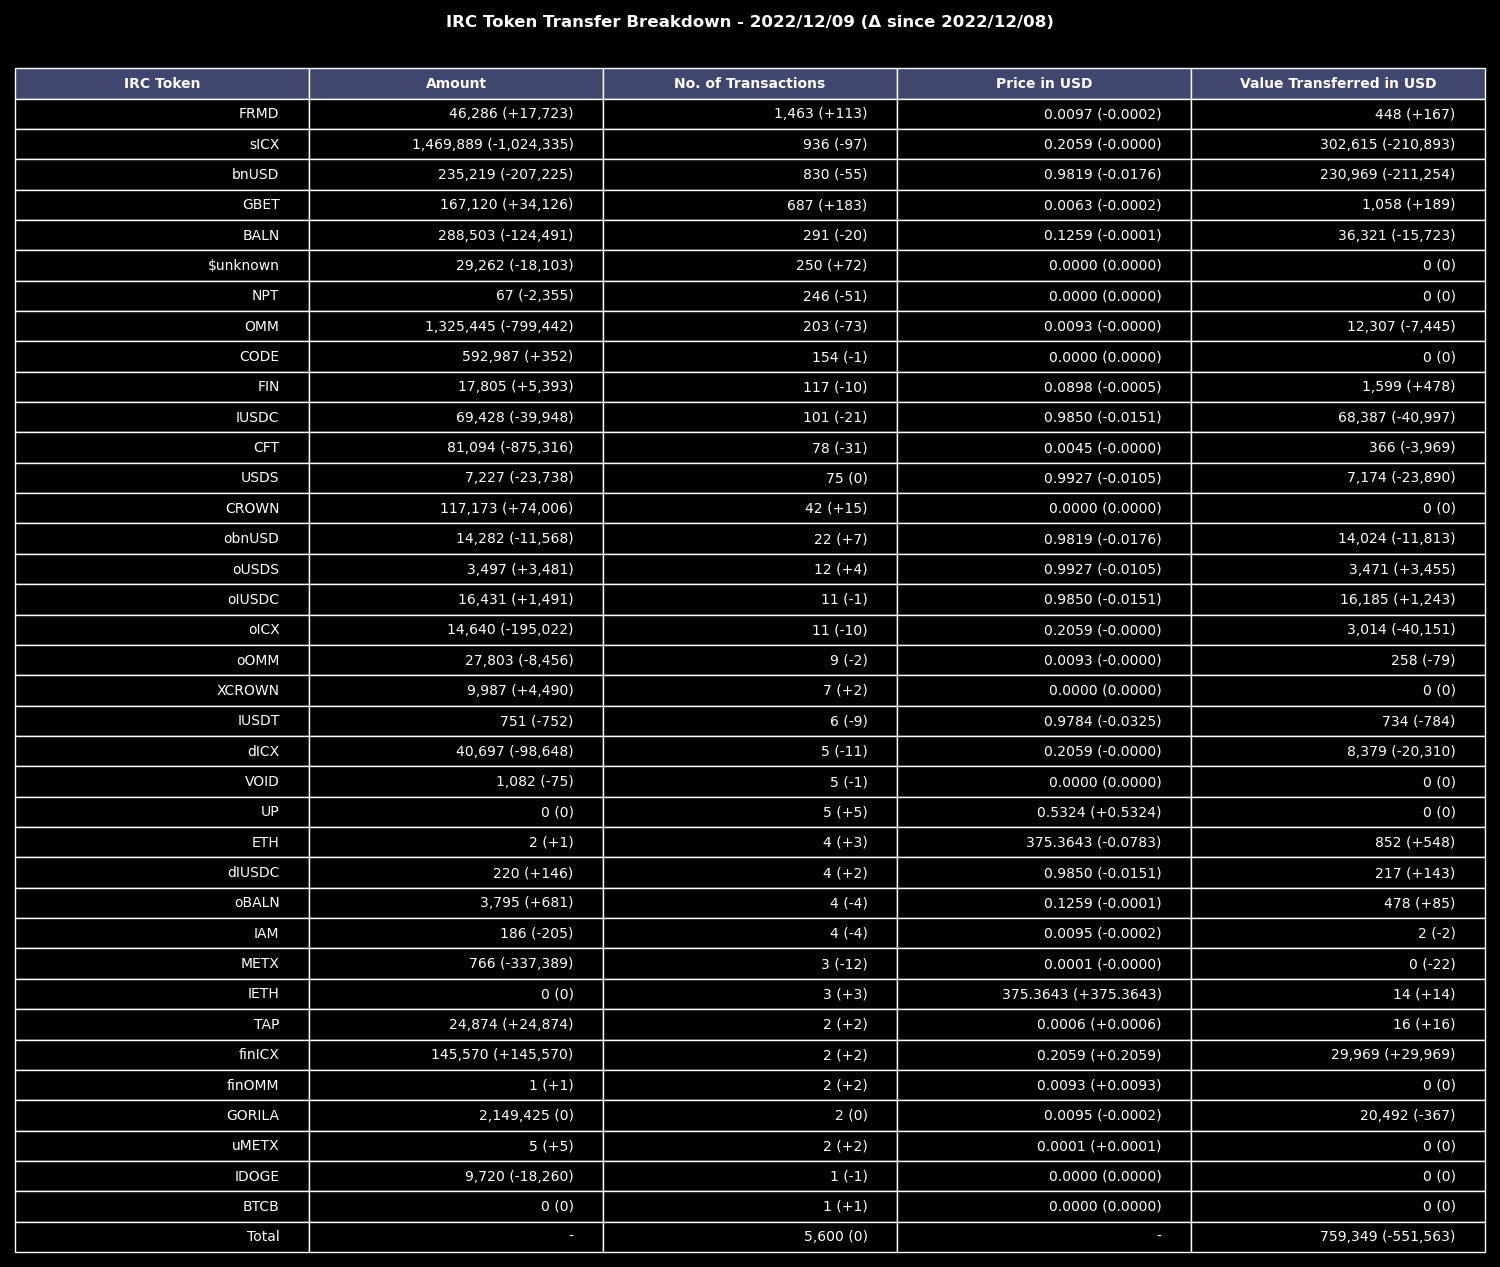 IRC Token Transfer Breakdown - 2022/12/09 (Δ since 2022/12/08)
IRC Token Amount No. of Transactions Price in USD Value Transferred in USD
FRMD 46,286 (+17,723) 1,463 (+113) 0.0097 (-0.0002) 448 (+167)
sICX 1,469,889 (-1,024,335) 936 (-97) 0.2059 (-0.0000) 302,615 (-210,893)
bnUSD 235,219 (-207,225) 830 (-55) 0.9819 (-0.0176) 230,969 (-211,254)
GBET 167,120 (+34,126) 687 (+183) 0.0063 (-0.0002) 1,058 (+189)
BALN 288,503 (-124,491) 291 (-20) 0.1259 (-0.0001) 36,321 (-15,723)
$unknown 29,262 (-18,103) 250 (+72) 0.0000 (0.0000) 0 (0)
NPT 67 (-2,355) 246 (-51) 0.0000 (0.0000) 0 (0)
OMM 1,325,445 (-799,442) 203 (-73) 0.0093 (-0.0000) 12,307 (-7,445)
CODE 592,987 (+352) 154 (-1) 0.0000 (0.0000) 0 (0)
FIN 17,805 (+5,393) 117 (-10) 0.0898 (-0.0005) 1,599 (+478)
IUSDC 69,428 (-39,948) 101 (-21) 0.9850 (-0.0151) 68,387 (-40,997)
CFT 81,094 (-875,316) 78 (-31) 0.0045 (-0.0000) 366 (-3,969)
USDS 7,227 (-23,738) 75 (0) 0.9927 (-0.0105) 7,174 (-23,890)
CROWN 117,173 (+74,006) 42 (+15) 0.0000 (0.0000) 0 (0)
obnUSD 14,282 (-11,568) 22 (+7) 0.9819 (-0.0176) 14,024 (-11,813)
oUSDS 3,497 (+3,481) 12 (+4) 0.9927 (-0.0105) 3,471 (+3,455)
oIUSDC 16,431 (+1,491) 11 (-1) 0.9850 (-0.0151) 16,185 (+1,243)
oICX 14,640 (-195,022) 11 (-10) 0.2059 (-0.0000) 3,014 (-40,151)
oOMM 27,803 (-8,456) 9 (-2) 0.0093 (-0.0000) 258 (-79)
XCROWN 9,987 (+4,490) 7 (+2) 0.0000 (0.0000) 0 (0)
IUSDT 751 (-752) 6 (-9) 0.9784 (-0.0325) 734 (-784)
dICX 40,697 (-98,648) 5 (-11) 0.2059 (-0.0000) 8,379 (-20,310)
VOID 1,082 (-75) 5 (-1) 0.0000 (0.0000) 0 (0)
UP 0 (0) 5 (+5) 0.5324 (+0.5324) 0 (0)
ETH 2 (+1) 4 (+3) 375.3643 (-0.0783) 852 (+548)
dIUSDC 220 (+146) 4 (+2) 0.9850 (-0.0151) 217 (+143)
oBALN 3,795 (+681) 4 (-4) 0.1259 (-0.0001) 478 (+85)
IAM 186 (-205) 4 (-4) 0.0095 (-0.0002) 2 (-2)
METX 766 (-337,389) 3 (-12) 0.0001 (-0.0000) 0 (-22)
IETH 0 (0) 3 (+3) 375.3643 (+375.3643) 14 (+14)
TAP 24,874 (+24,874) 2 (+2) 0.0006 (+0.0006) 16 (+16)
finICX 145,570 (+145,570) 2 (+2) 0.2059 (+0.2059) 29,969 (+29,969)
finOMM 1 (+1) 2 (+2) 0.0093 (+0.0093) 0 (0)
GORILA 2,149,425 (0) 2 (0) 0.0095 (-0.0002) 20,492 (-367)
uMETX 5 (+5) 2 (+2) 0.0001 (+0.0001) 0 (0)
IDOGE 9,720 (-18,260) 1 (-1) 0.0000 (0.0000) 0 (0)
BTCB 0 (0) 1 (+1) 0.0000 (0.0000) 0 (0)
Total - 5,600 (0) - 759,349 (-551,563)